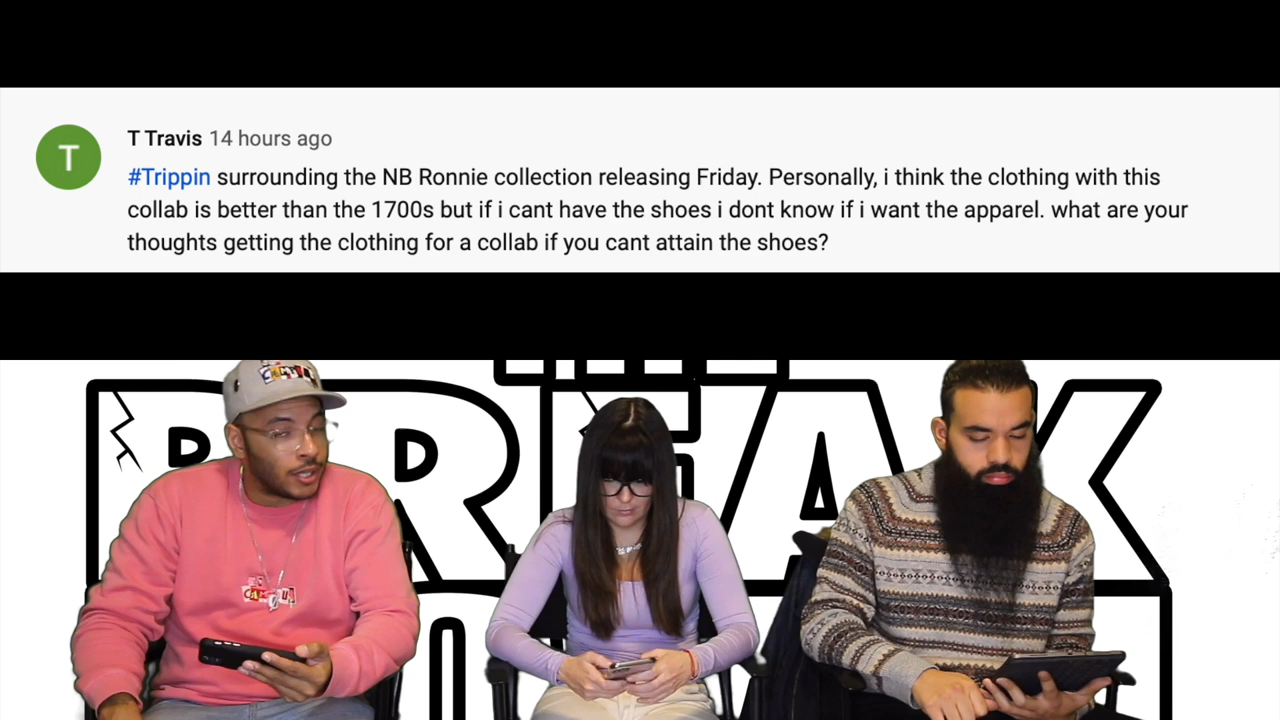 T
T Travis 14 hours ago
#Trippin surrounding the NB Ronnie collection releasing Friday. Personally, i think the clothing with this
collab is better than the 1700s but if i cant have the shoes i dont know if i want the apparel. what are your
thoughts getting the clothing for a collab if you cant attain the shoes?
BREAK